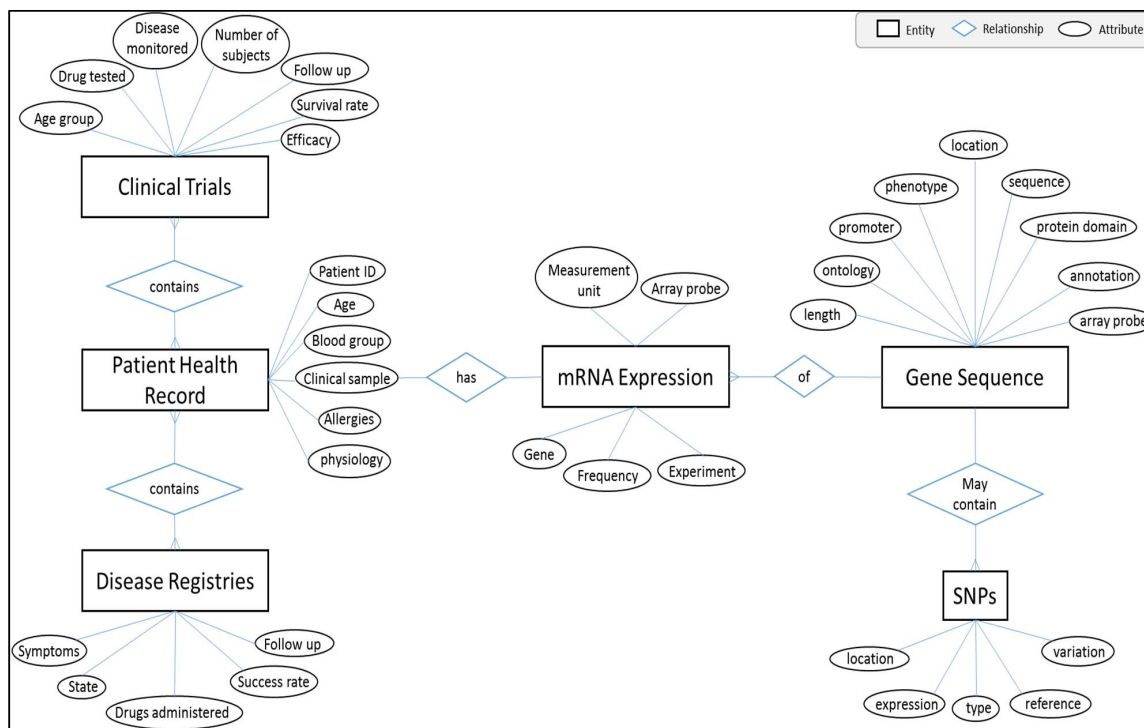 Entity
Relationship
Attribute
Disease
monitored
Number of
subjects
Drug tested
Follow up
Age group
Survival rate
Efficacy
Clinical Trials
contains
Patient ID
Age
Blood group
Clinical sample
Allergies
physiology
Patient Health
Record
contains
Disease Registries
Symptoms
State
Drugs administered
Success rate
Follow up
has
Measurement
unit
Array probe
mRNA Expression
Gene
Frequency
Experiment
of
location
phenotype
sequence
promoter
protein domain
ontology
annotation
length
array probe
Gene Sequence
May
contain
SNPs
location
variation
expression
type
reference